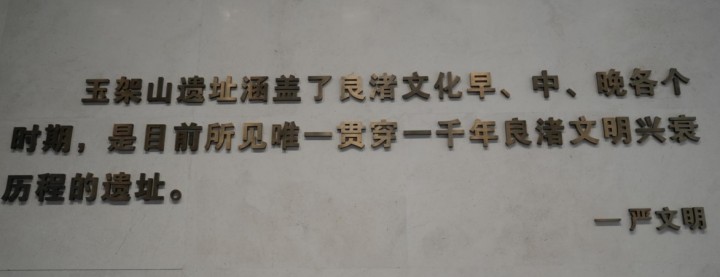 玉架山遗址涵盖了良渚文化早、中、晚各个
时期，是目前所见唯一贯穿一千年良渚文明兴衰
历程的遗址。
—严文明